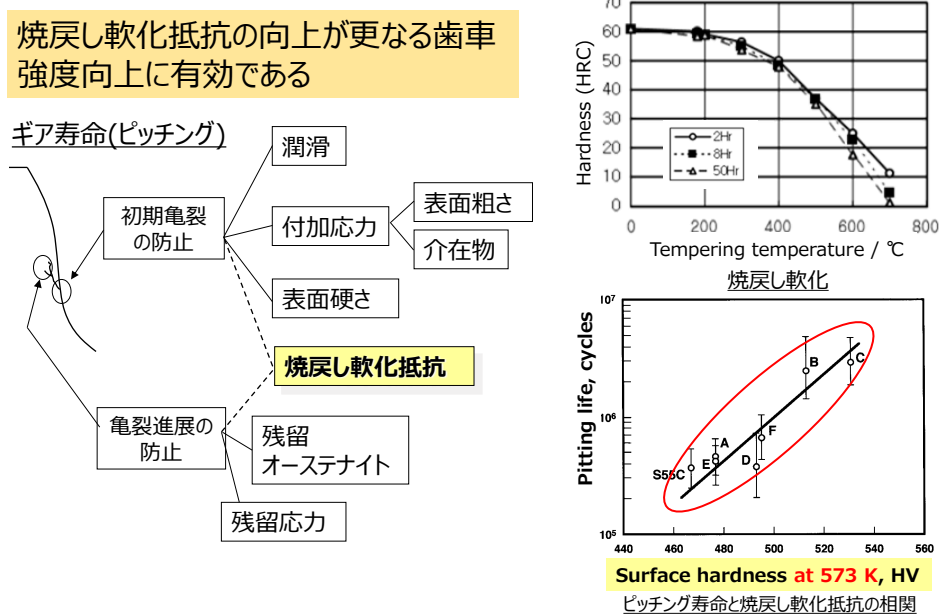 焼戻し軟化抵抗の向上が更なる歯車
強度向上に有効である
ギア寿命(ピッチング)
潤滑
初期亀裂
の防止
付加応力
表面粗さ
介在物
表面硬さ
焼戻し軟化抵抗
亀裂進展の
防止
残留
オーステナイト
残留応力
Hardness (HRC)
70
60
50
40
30
20
10
0
2Hr
8Hr
50Hr
0
200
400
600
800
Tempering temperature / ℃
焼戻し軟化
Pitting life, cycles
10⁷
10⁶
10⁵
S55C
E
A
D
F
B
C
440
460
480
500
520
540
560
Surface hardness at 573 K, HV
ピッチング寿命と焼戻し軟化抵抗の相関